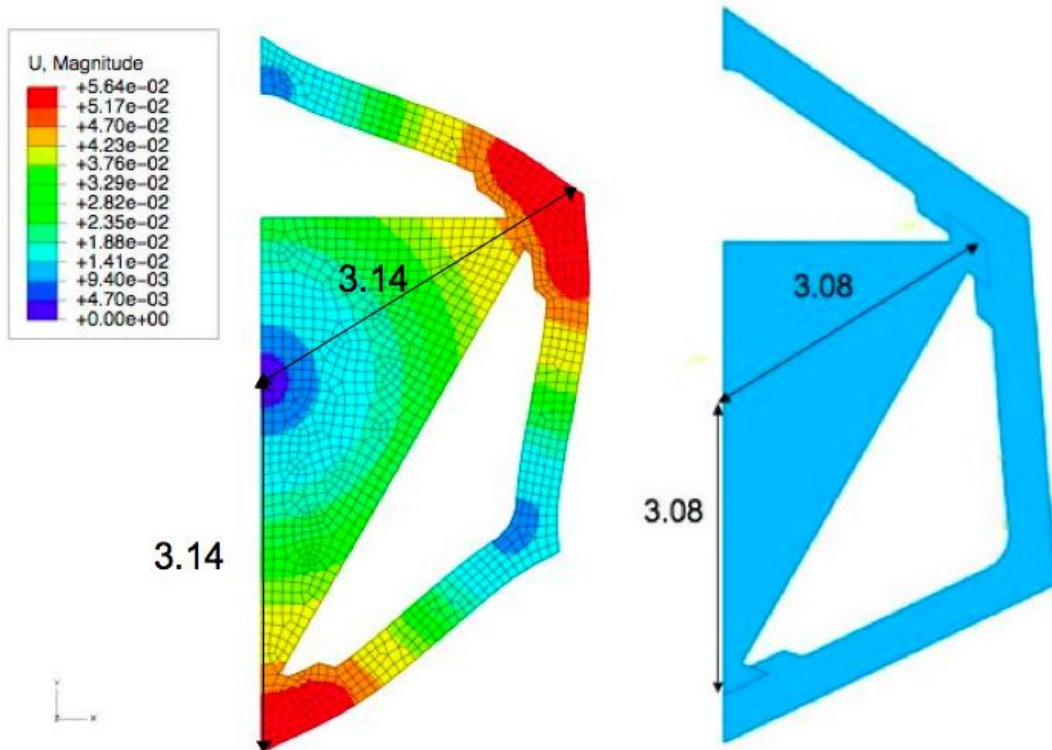 U, Magnitude
+5.64e-02
+5.17e-02
+4.70e-02
+4.23e-02
+3.76e-02
+3.29e-02
+2.82e-02
+2.35e-02
+1.88e-02
+1.41e-02
+9.40e-03
+4.70e-03
+0.00e+00
3.14
3.08
3.08
3.14
Y
Z
X